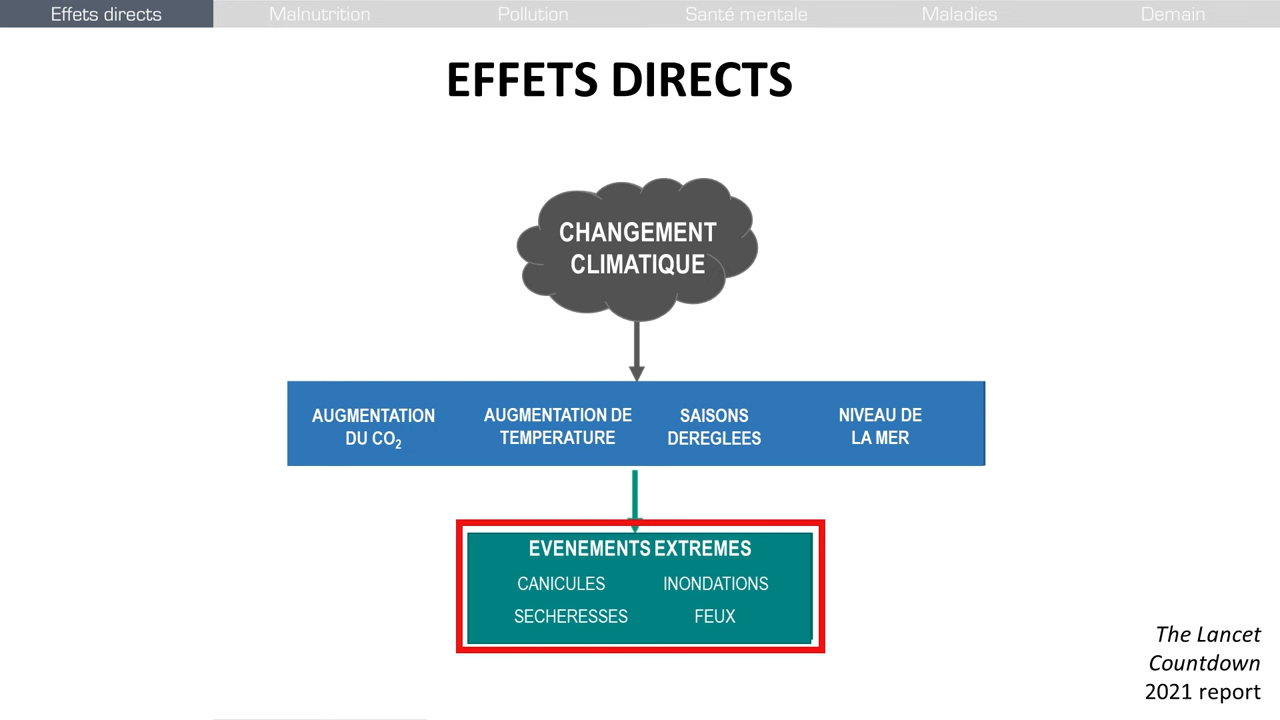 Effets directs
Malnutrition
Pollution
Santé mentale
Maladies
Demain
EFFETS DIRECTS
CHANGEMENT
CLIMATIQUE
AUGMENTATION
DU CO₂
AUGMENTATION DE
TEMPERATURE
SAISONS
DEREGLEES
NIVEAU DE
LA MER
EVENEMENTS EXTREMES
CANICULES INONDATIONS
SECHERESSES FEUX
The Lancet
Countdown
2021 report